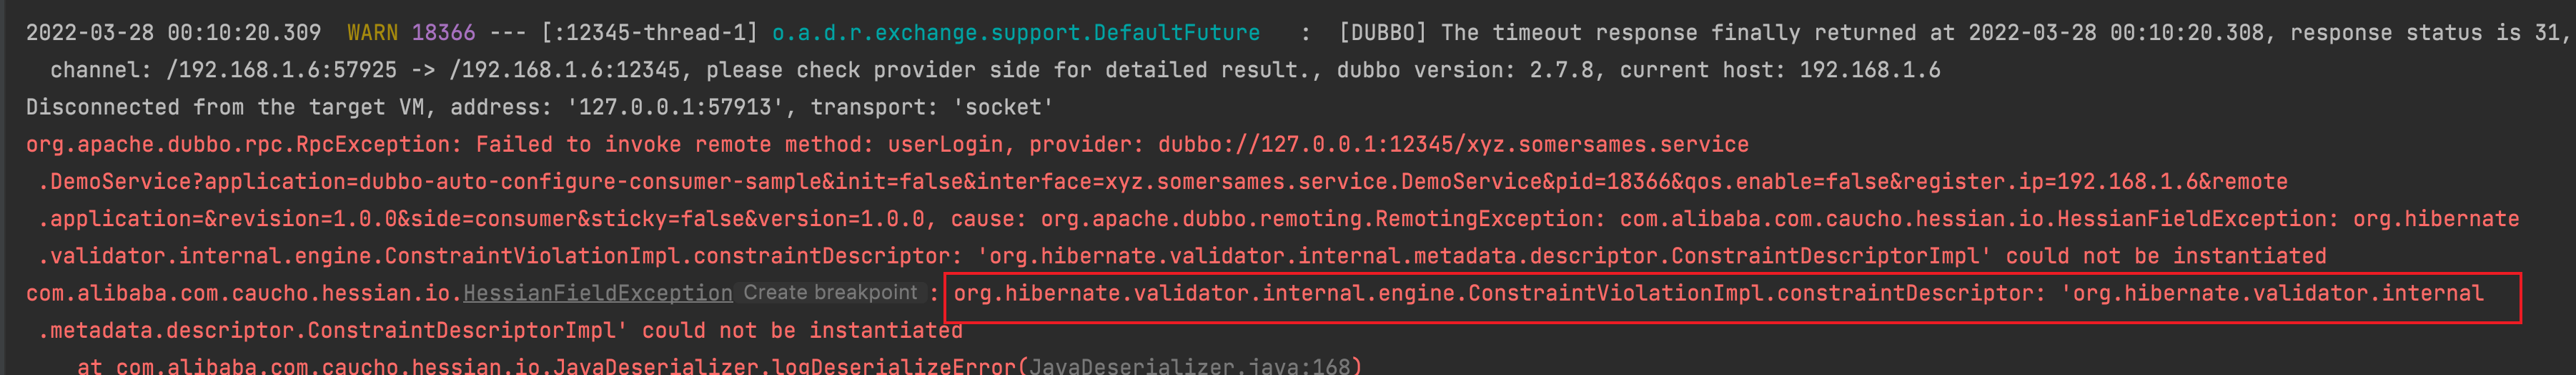 2022-03-28 00:10:20.309  WARN 18366 --- [:12345-thread-1] o.a.d.r.exchange.support.DefaultFuture   :  [DUBBO] The timeout response finally returned at 2022-03-28 00:10:20.308, response status is 31,
channel: /192.168.1.6:57925 -> /192.168.1.6:12345, please check provider side for detailed result., dubbo version: 2.7.8, current host: 192.168.1.6
Disconnected from the target VM, address: '127.0.0.1:57913', transport: 'socket'
org.apache.dubbo.rpc.RpcException: Failed to invoke remote method: userLogin, provider: dubbo://127.0.0.1:12345/xyz.somersames.service
.DemoService?application=dubbo-auto-configure-consumer-sample&init=false&interface=xyz.somersames.service.DemoService&pid=18366&qos.enable=false&register.ip=192.168.1.6&remote
.application=&revision=1.0.0&side=consumer&sticky=false&version=1.0.0, cause: org.apache.dubbo.remoting.RemotingException: com.alibaba.com.caucho.hessian.io.HessianFieldException: org.hibernate
.validator.internal.engine.ConstraintViolationImpl.constraintDescriptor: 'org.hibernate.validator.internal.metadata.descriptor.ConstraintDescriptorImpl' could not be instantiated
com.alibaba.com.caucho.hessian.io.HessianFieldException Create breakpoint : org.hibernate.validator.internal.engine.ConstraintViolationImpl.constraintDescriptor: 'org.hibernate.validator.internal
.metadata.descriptor.ConstraintDescriptorImpl' could not be instantiated
at com.alibaba.com.caucho.hessian.io.JavaDeserializer.logDeserializeError(JavaDeserializer.java:168)